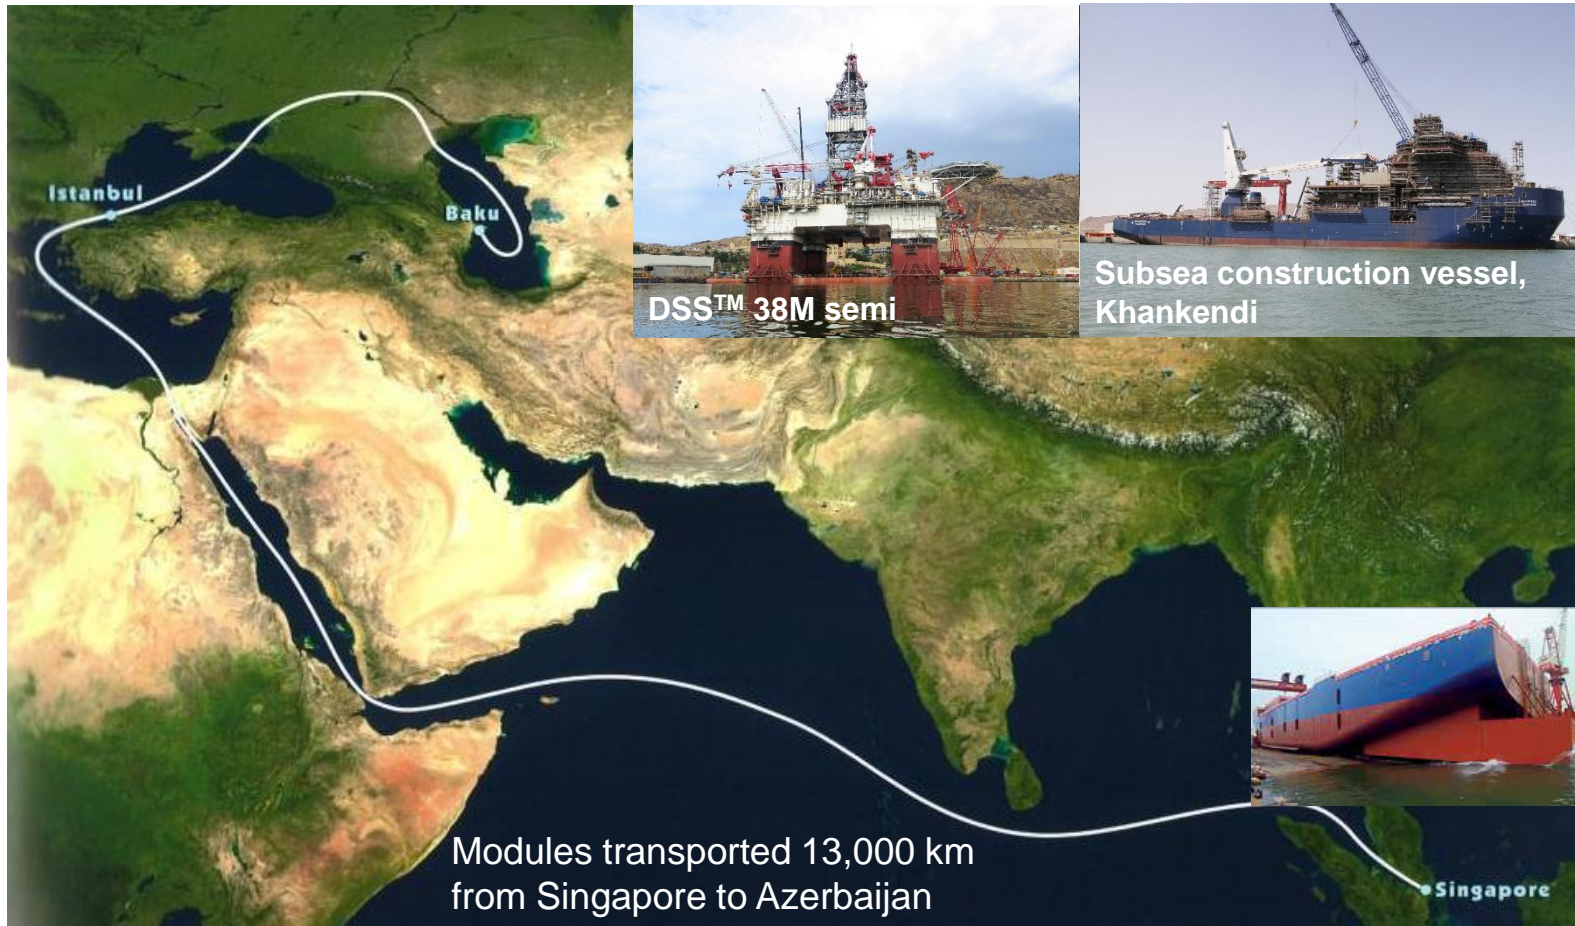 Istanbul
Baku
DSS™ 38M semi
Subsea construction vessel,
Khankendi
Modules transported 13,000 km
from Singapore to Azerbaijan
Singapore